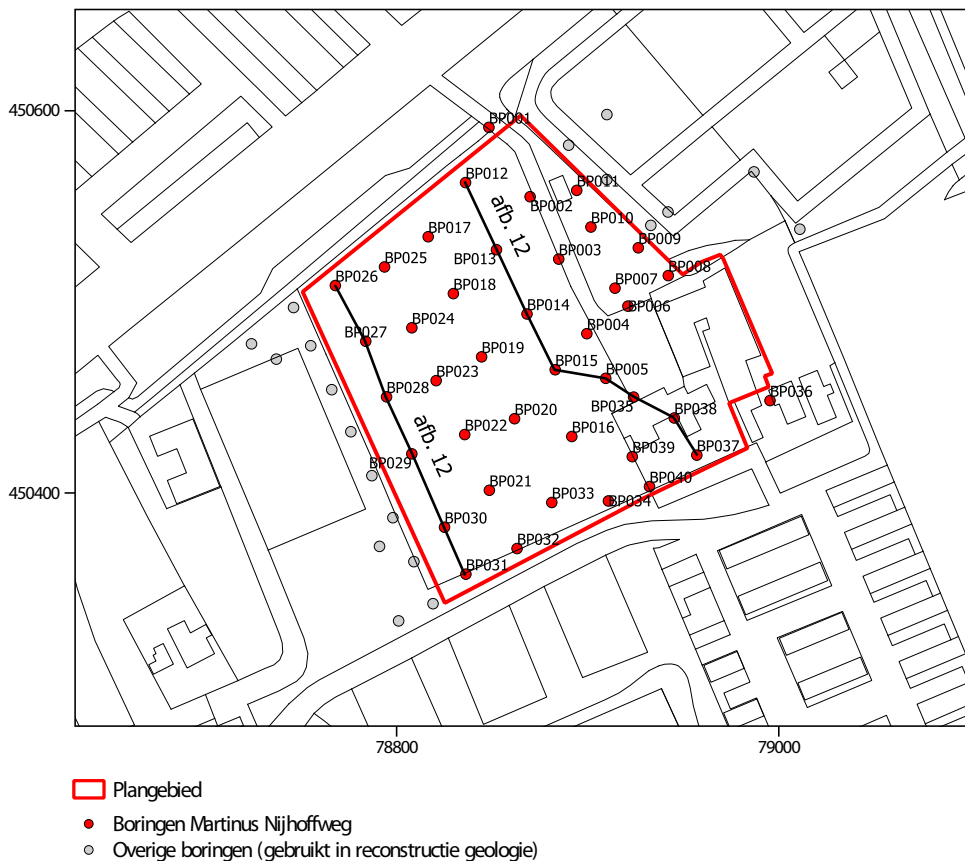 450600
BP001
BP012
BP011
BP002
afb. 12
BP010
BP017
BP009
BP013
BP003
BP025
BP008
BP026
BP007
BP018
BP006
BP024
BP004
BP027
BP019
BP015
BP014
BP005
BP023
BP028
BP035
BP036
BP038
BP020
BP022
BP016
afb. 12
BP029
BP039
BP037
BP021
BP040
450400
BP033
BP034
BP030
BP032
BP031
78800
79000
Plangebied
Boringen Martinus Nijhoffweg
Overige boringen (gebruikt in reconstructie geologie)